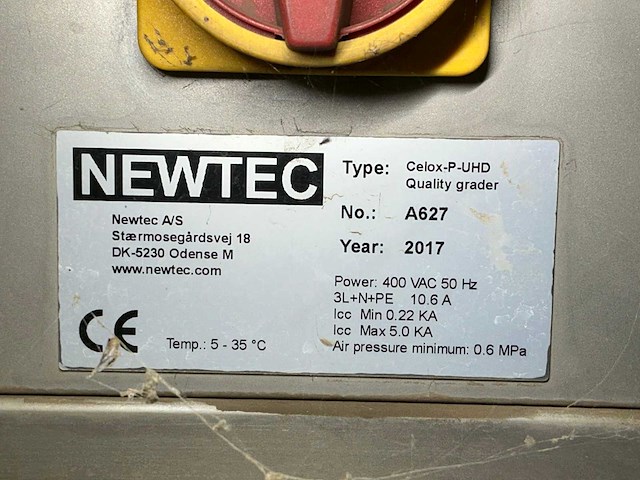 NEWTEC
Newtec A/S
Stærmosegårdsvej 18
DK-5230 Odense M
www.newtec.com
CE
Temp.: 5 - 35 °C
Type: Celox-P-UHD
Quality grader
No.: A627
Year: 2017
Power: 400 VAC 50 Hz
3L+N+PE 10.6 A
Icc Min 0.22 KA
Icc Max 5.0 KA
Air pressure minimum: 0.6 MPa